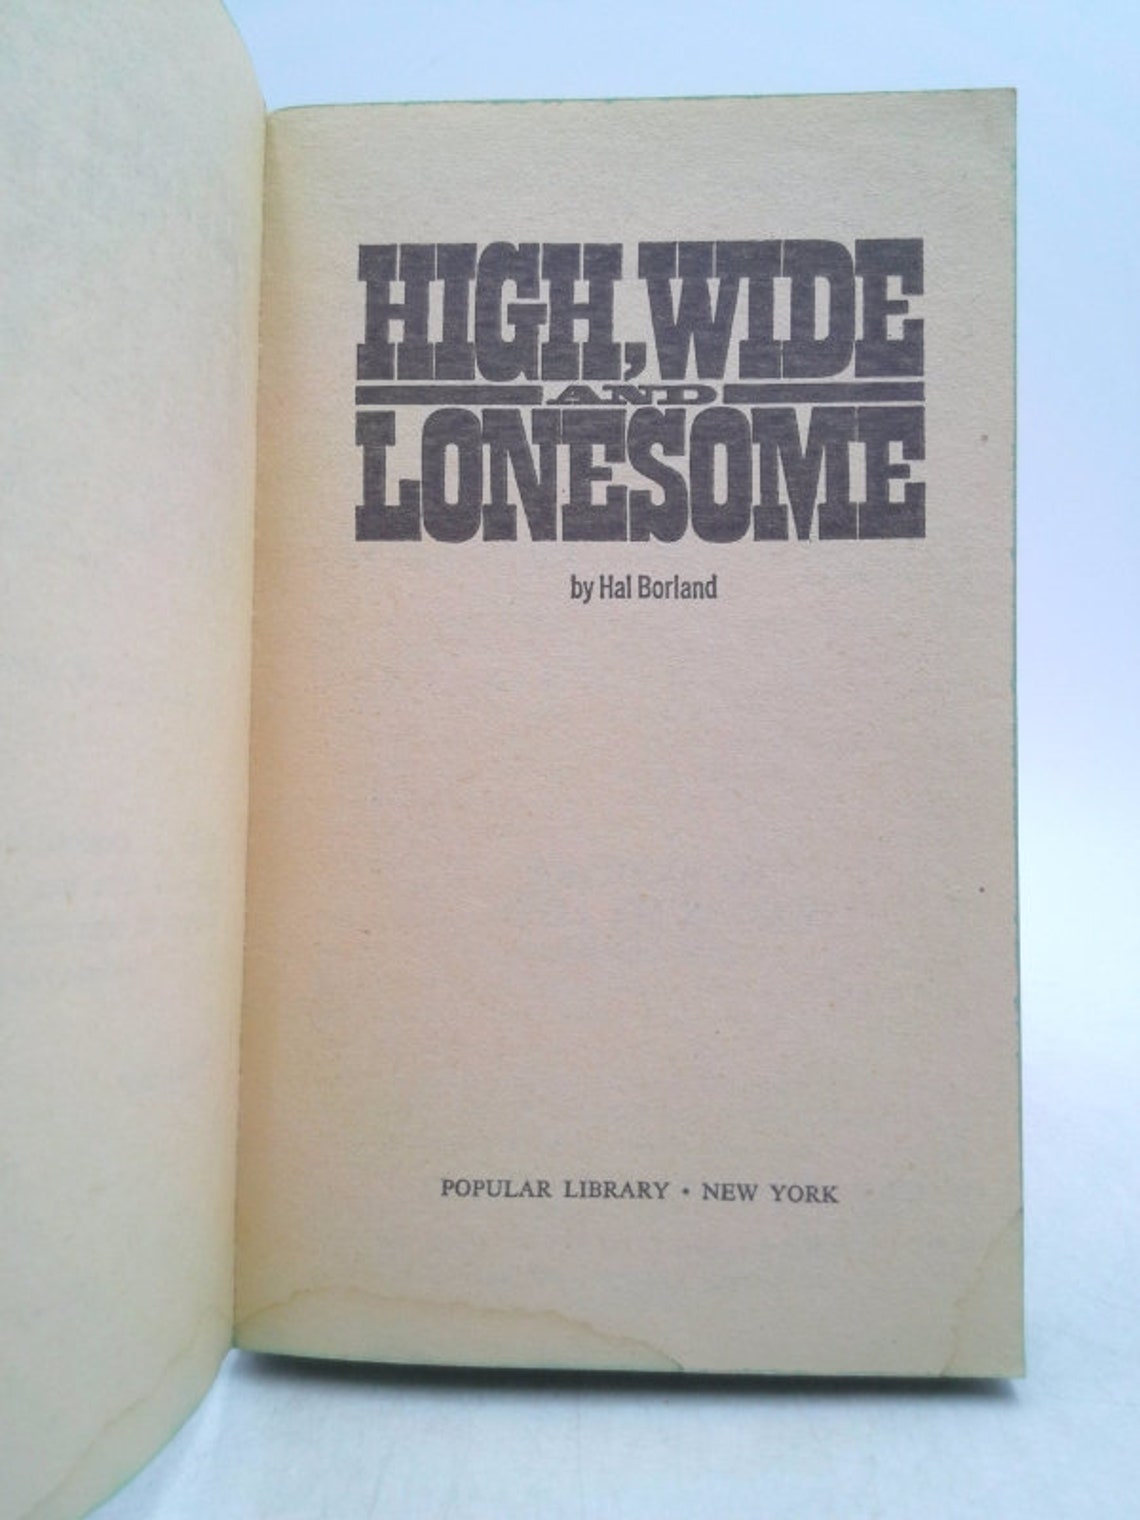 HIGH, WIDE
AND
LONESOME
by Hal Borland
POPULAR LIBRARY • NEW YORK